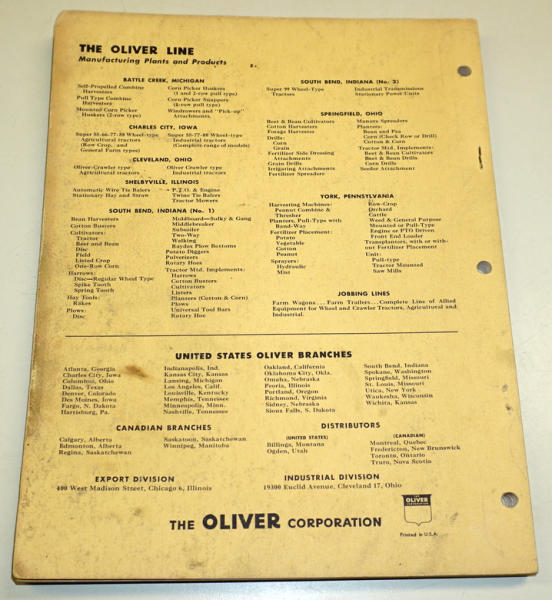 THE OLIVER LINE
Manufacturing Plants and Products
BATTLE CREEK, MICHIGAN
Self-Propelled Combine
Harvesters
Pull Type Combine
Harvesters
Mounted Corn Picker
Huskers (2-row type)
Corn Picker Huskers
(1 and 2-row pull type)
Corn Picker Snappers
(2-row pull type)
Windrowers and "Pick-up"
Attachments.
CHARLES CITY, IOWA
Super 55-66-77-88 Wheel-type
Agricultural tractors
(Row Crop, and
General Farm types)
Super 55-77-88 Wheel-type
Industrial tractors
(Complete range of models)
CLEVELAND, OHIO
Oliver-Crawler type
Agricultural tractors
Oliver Crawler type
Industrial tractors
SHELBYVILLE, ILLINOIS
Automatic Wire Tie Balers
Stationary Hay and Straw
P.T.O. & Engine
Twine Tie Balers
Tractor Mowers
SOUTH BEND, INDIANA (No. 1)
Bean Harvesters
Cotton Busters
Cultivators:
Tractor
Beet and Bean
Disc
Field
Listed Crop
One-Row Corn
Harrows:
Disc—Regular Wheel Type
Spike Tooth
Spring Tooth
Hay Tools:
Rakes
Plows:
Disc
Moldboard—Sulky & Gang
Middlebreaker
Subsoiler
Two-Way
Walking
Raydex Plow Bottoms
Potato Diggers
Pulverizers
Rotary Hoes
Tractor Mtd. Implements:
Harrows
Cotton Busters
Cultivators
Listers
Planters (Cotton & Corn)
Plows
Universal Tool Bars
Rotary Hoe
SOUTH BEND, INDIANA (No. 2)
Super 99 Wheel-Type
Tractors
Industrial Transmissions
Stationary Power Units
SPRINGFIELD, OHIO
Beet & Bean Cultivators
Cotton Harvesters
Forage Harvester
Drills:
Corn
Grain
Fertilizer Side Dressing
Attachments
Grain Drills
Irrigating Attachments
Fertilizer Spreaders
Manure Spreaders
Planters:
Bean and Pea
Corn (Check Row or Drill)
Cotton & Corn
Tractor Mtd. Implements:
Beet & Bean Cultivators
Beet & Bean Drills
Corn Drills
Seeder Attachment
YORK, PENNSYLVANIA
Harvesting Machines:
Peanut Combine &
Thresher
Planters, Pull-Type with
Band-Way
Fertilizer Placement:
Potato
Vegetable
Cotton
Peanut
Sprayers:
Hydraulic
Mist
Row-Crop
Orchard
Cattle
Weed & General Purpose
Mounted or Pull-Type
Engine or PTO Driven
Front End Loader
Transplanters, with or with-
out Fertilizer Placement
Unit:
Pull-type
Tractor Mounted
Saw Mills
JOBBING LINES
Farm Wagons... Farm Trailers... Complete Line of Allied
Equipment for Wheel and Crawler Tractors, Agricultural and
Industrial.
UNITED STATES OLIVER BRANCHES
Atlanta, Georgia
Charles City, Iowa
Columbus, Ohio
Dallas, Texas
Denver, Colorado
Des Moines, Iowa
Fargo, N. Dakota
Harrisburg, Pa.
Indianapolis, Ind.
Kansas City, Kansas
Lansing, Michigan
Los Angeles, Calif.
Louisville, Kentucky
Memphis, Tennessee
Minneapolis, Minn.
Nashville, Tennessee
Oakland, California
Oklahoma City, Okla.
Omaha, Nebraska
Peoria, Illinois
Portland, Oregon
Richmond, Virginia
Sidney, Nebraska
Sioux Falls, S. Dakota
South Bend, Indiana
Spokane, Washington
Springfield, Missouri
St. Louis, Missouri
Utica, New York
Waukesha, Wisconsin
Wichita, Kansas
CANADIAN BRANCHES
Calgary, Alberta
Edmonton, Alberta
Regina, Saskatchewan
Saskatoon, Saskatchewan
Winnipeg, Manitoba
DISTRIBUTORS
(UNITED STATES)
Billings, Montana
Ogden, Utah
(CANADIAN)
Montreal, Quebec
Fredericton, New Brunswick
Toronto, Ontario
Truro, Nova Scotia
EXPORT DIVISION
400 West Madison Street, Chicago 6, Illinois
INDUSTRIAL DIVISION
19300 Euclid Avenue, Cleveland 17, Ohio
THE OLIVER CORPORATION
OLIVER
CORPORATION
Printed in U.S.A.